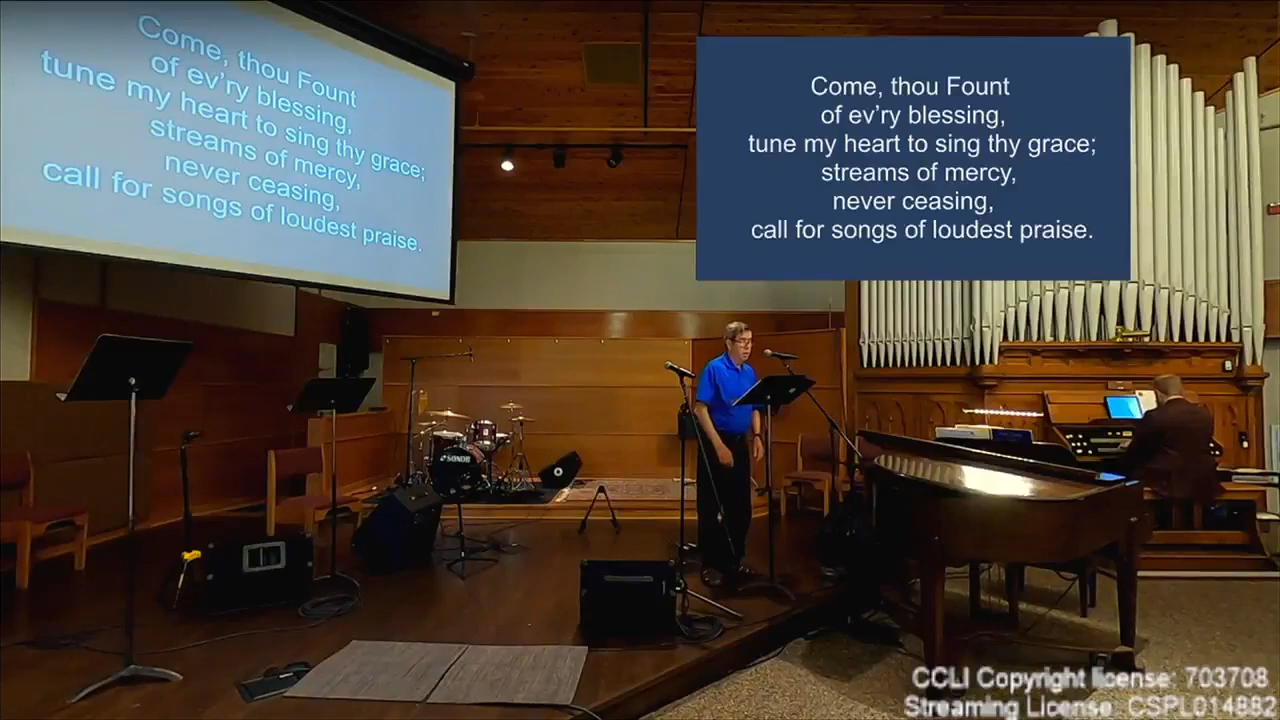 Come, thou Fount
of ev'ry blessing,
tune my heart to sing thy grace;
streams of mercy,
never ceasing,
call for songs of loudest praise.
Come, thou Fount
of ev’ry blessing,
tune my heart to sing thy grace;
streams of mercy,
never ceasing,
call for songs of loudest praise.
SONOR
CCLI Copyright license: 703708
Streaming License: CSPL014882